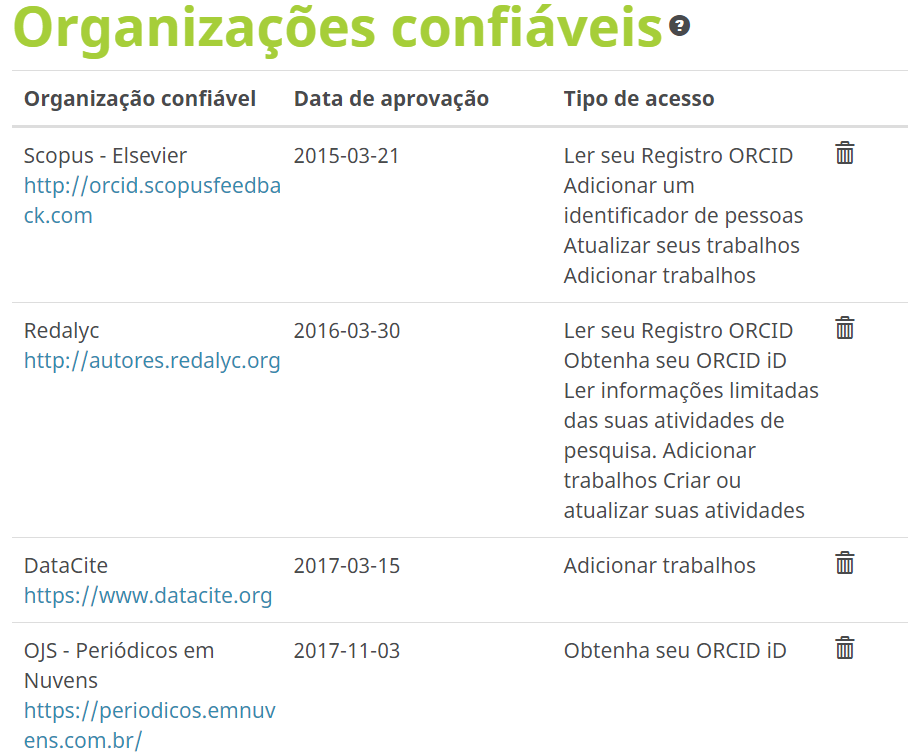 Organizações confiáveis
Organização confiável Data de aprovação Tipo de acesso
Scopus - Elsevier 2015-03-21 Ler seu Registro ORCID
http://orcid.scopusfeedba Adicionar um
ck.com identificador de pessoas
Atualizar seus trabalhos
Adicionar trabalhos
Redalyc 2016-03-30 Ler seu Registro ORCID
http://autores.redalyc.org Obtenha seu ORCID iD
Ler informações limitadas
das suas atividades de
pesquisa. Adicionar
trabalhos Criar ou
atualizar suas atividades
DataCite 2017-03-15 Adicionar trabalhos
https://www.datacite.org
OJS - Periódicos em 2017-11-03 Obtenha seu ORCID iD
Nuvens
https://periodicos.emnuv
ens.com.br/